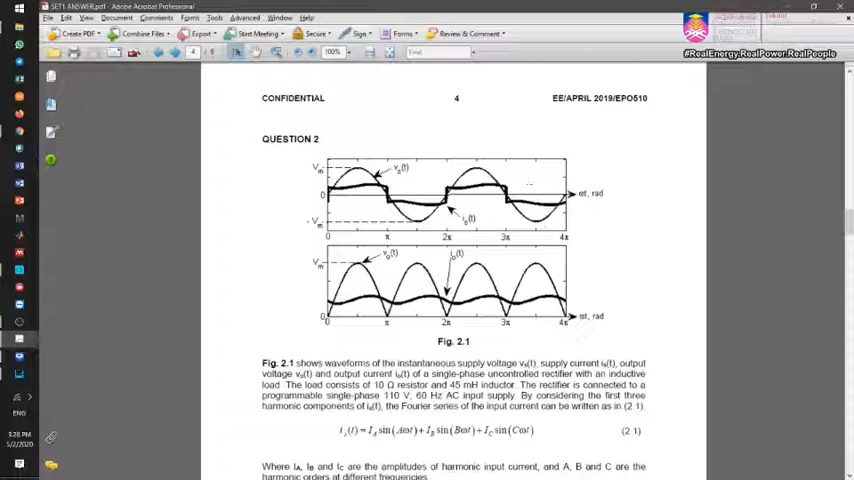 SET1 ANSWER.pdf - Adobe Acrobat Professional
File Edit View Document Comments Forms Tools Advanced Window Help
Create PDF Combine Files Export Start Meeting Secure Sign Forms Review & Comment
4 / 9 100% Find
#RealEnergy.RealPower.RealPeople
CONFIDENTIAL 4 EE/APRIL 2019/EPO510
QUESTION 2
Vm vs(t)
0 ωt, rad
-Vm is(t)
0 π 2π 3π 4π
Vm vo(t) io(t)
0 ωt, rad
π 2π 3π 4π
Fig. 2.1
Fig. 2.1 shows waveforms of the instantaneous supply voltage vs(t), supply current is(t), output
voltage vo(t) and output current io(t) of a single-phase uncontrolled rectifier with an inductive
load. The load consists of 10 Ω resistor and 45 mH inductor. The rectifier is connected to a
programmable single-phase 110 V, 60 Hz AC input supply. By considering the first three
harmonic components of is(t), the Fourier series of the input current can be written as in (2.1).
is(t) ≈ IA sin(Aωt) + IB sin(Bωt) + IC sin(Cωt) (2.1)
Where IA, IB and IC are the amplitudes of harmonic input current, and A, B and C are the
harmonic orders at different frequencies.
ENG
3:28 PM
5/2/2020